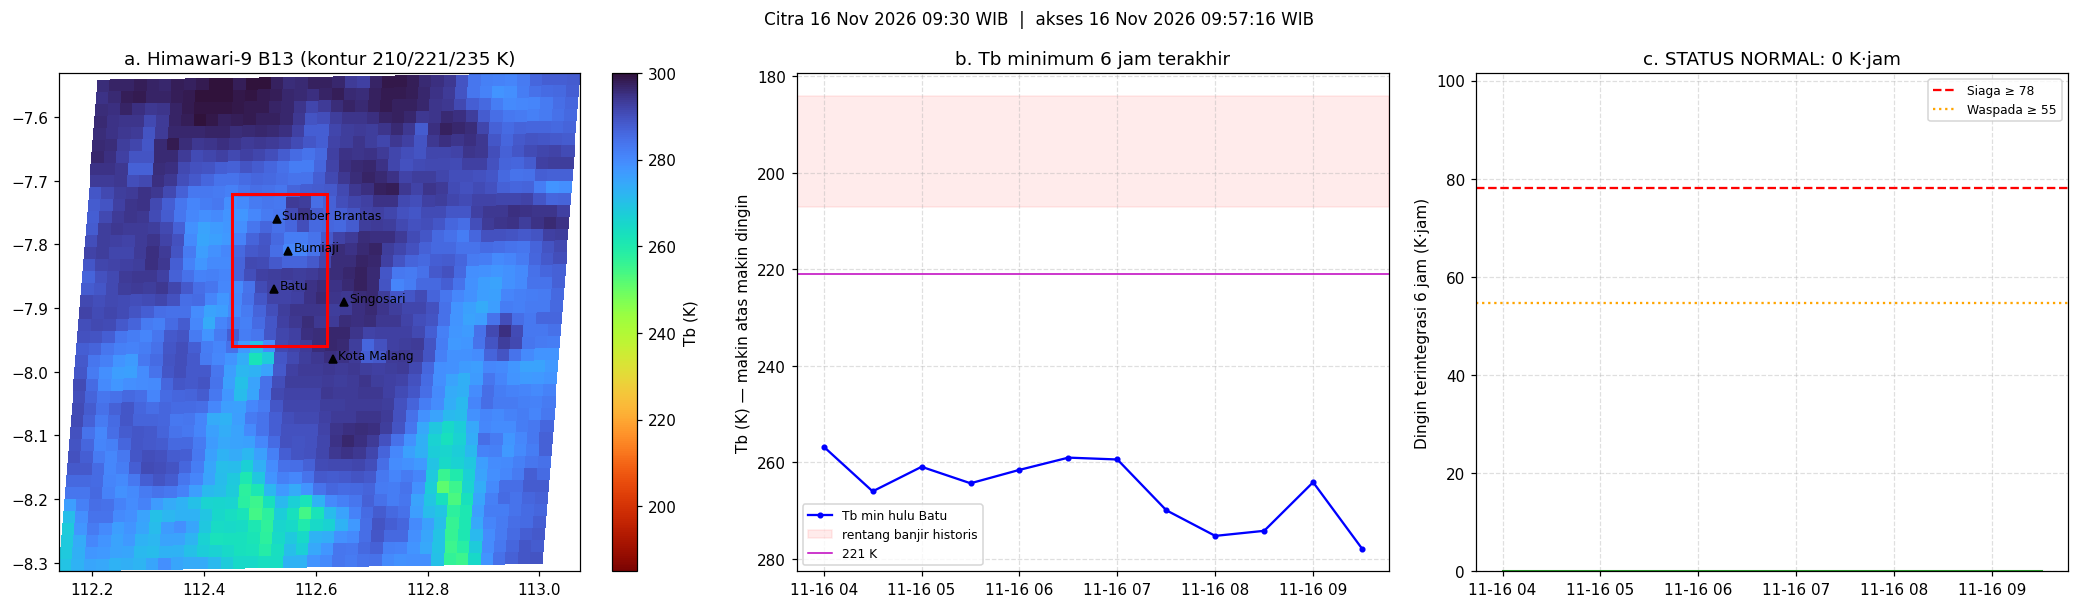 Citra 16 Nov 2026 09:30 WIB  |  akses 16 Nov 2026 09:57:16 WIB
a. Himawari-9 B13 (kontur 210/221/235 K)
−7.6
−7.7
−7.8
−7.9
−8.0
−8.1
−8.2
−8.3
112.2
112.4
112.6
112.8
113.0
Sumber Brantas
Bumiaji
Batu
Singosari
Kota Malang
300
280
260
240
220
200
Tb (K)
b. Tb minimum 6 jam terakhir
Tb (K) — makin atas makin dingin
180
200
220
240
260
280
Tb min hulu Batu
rentang banjir historis
221 K
11-16 04
11-16 05
11-16 06
11-16 07
11-16 08
11-16 09
c. STATUS NORMAL: 0 K·jam
Dingin terintegrasi 6 jam (K·jam)
100
80
60
40
20
0
Siaga ≥ 78
Waspada ≥ 55
11-16 04
11-16 05
11-16 06
11-16 07
11-16 08
11-16 09